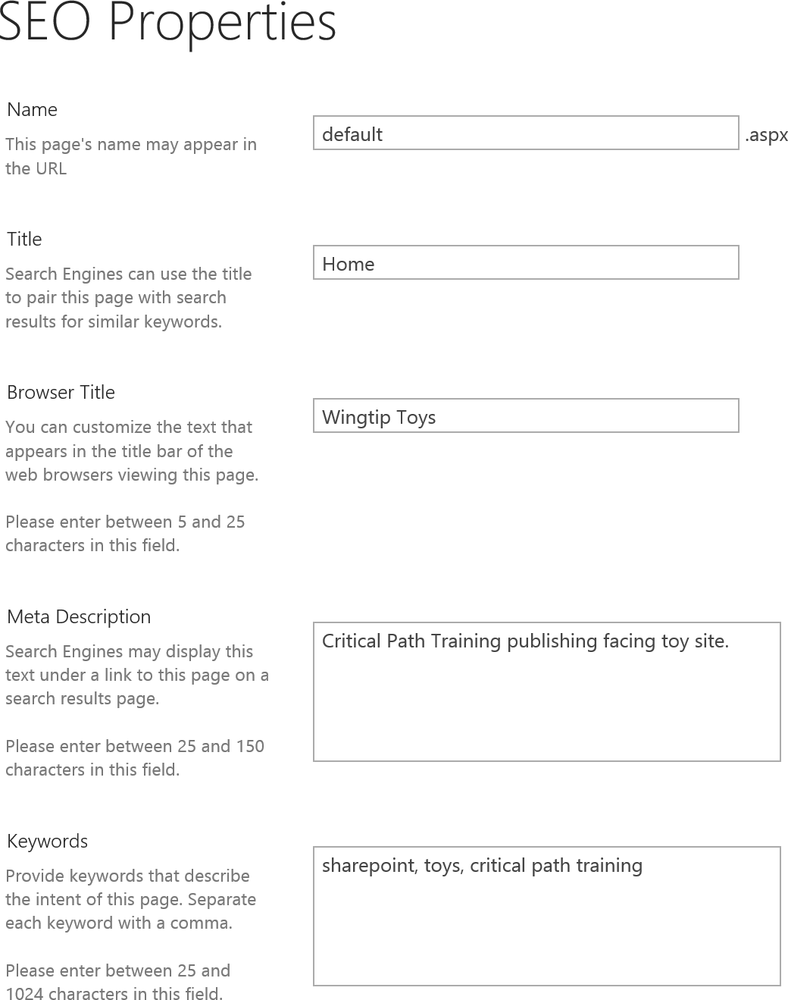 SEO Properties
Name
This page's name may appear in
the URL
default
.aspx
Title
Search Engines can use the title
to pair this page with search
results for similar keywords.
Home
Browser Title
You can customize the text that
appears in the title bar of the
web browsers viewing this page.
Please enter between 5 and 25
characters in this field.
Wingtip Toys
Meta Description
Search Engines may display this
text under a link to this page on a
search results page.
Please enter between 25 and 150
characters in this field.
Critical Path Training publishing facing toy site.
Keywords
Provide keywords that describe
the intent of this page. Separate
each keyword with a comma.
Please enter between 25 and
1024 characters in this field.
sharepoint, toys, critical path training